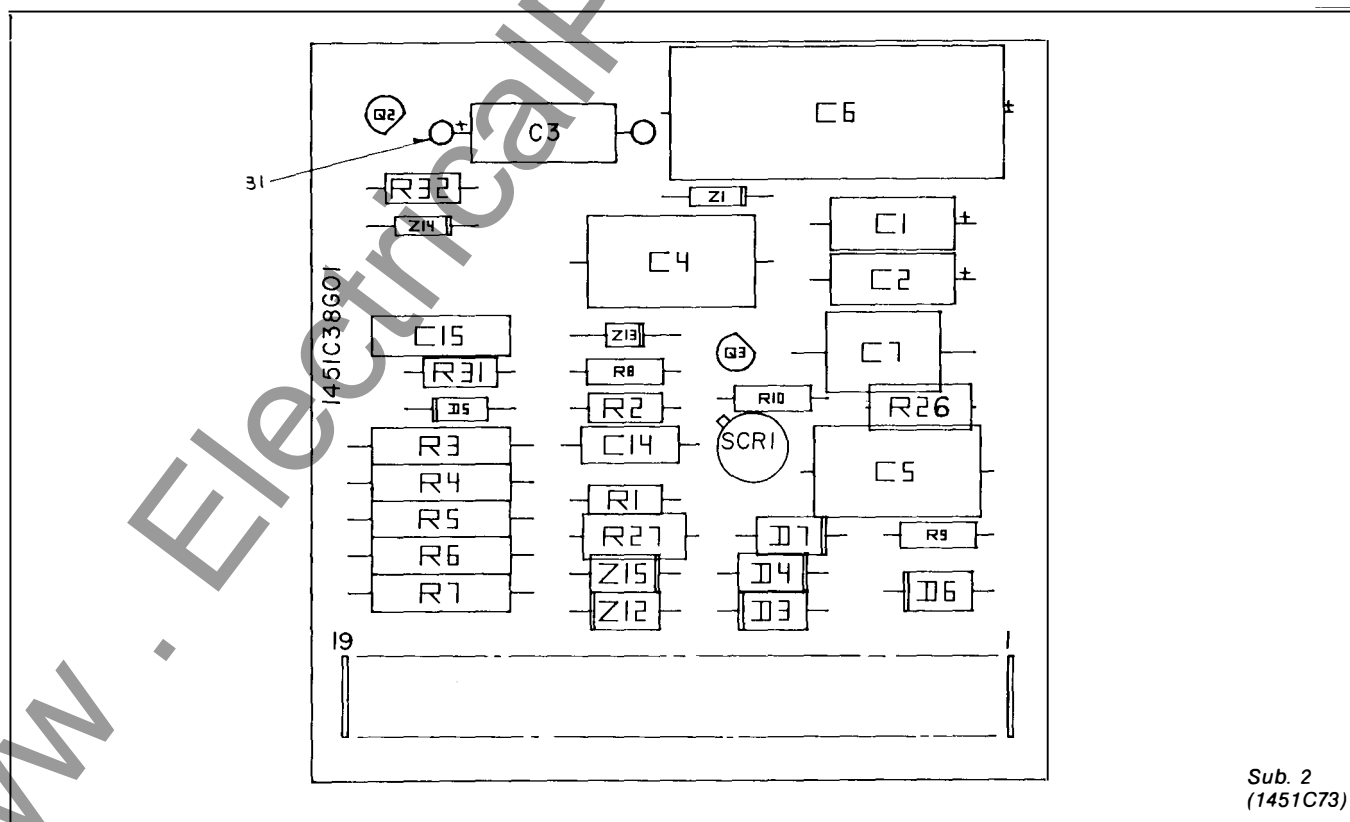 www. ElectricalP
Q2
+
C3
C6
+
31
R32
Z1
Z14
C1
+
C4
C2
+
1451C38G01
C15
Z13
Q3
C7
R31
R8
D5
R2
R10
R26
R3
C14
SCR1
R4
C5
R5
R1
R6
R27
D7
R9
R7
Z15
D4
D6
Z12
D3
19
1
Sub. 2
(1451C73)